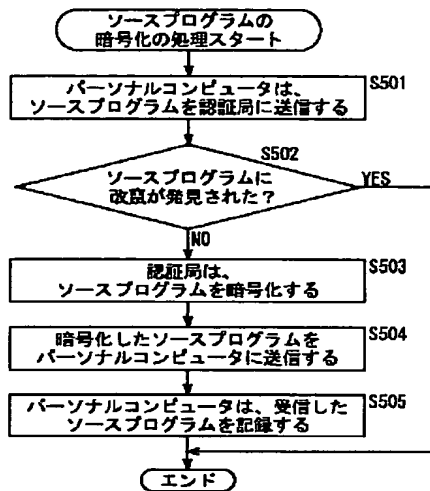 ソースプログラムの
暗号化の処理スタート
S501
パーソナルコンピュータは、
ソースプログラムを認証局に送信する
S502
ソースプログラムに
改竄が発見された？
YES
NO
S503
認証局は、
ソースプログラムを暗号化する
S504
暗号化したソースプログラムを
パーソナルコンピュータに送信する
S505
パーソナルコンピュータは、受信した
ソースプログラムを記録する
エンド